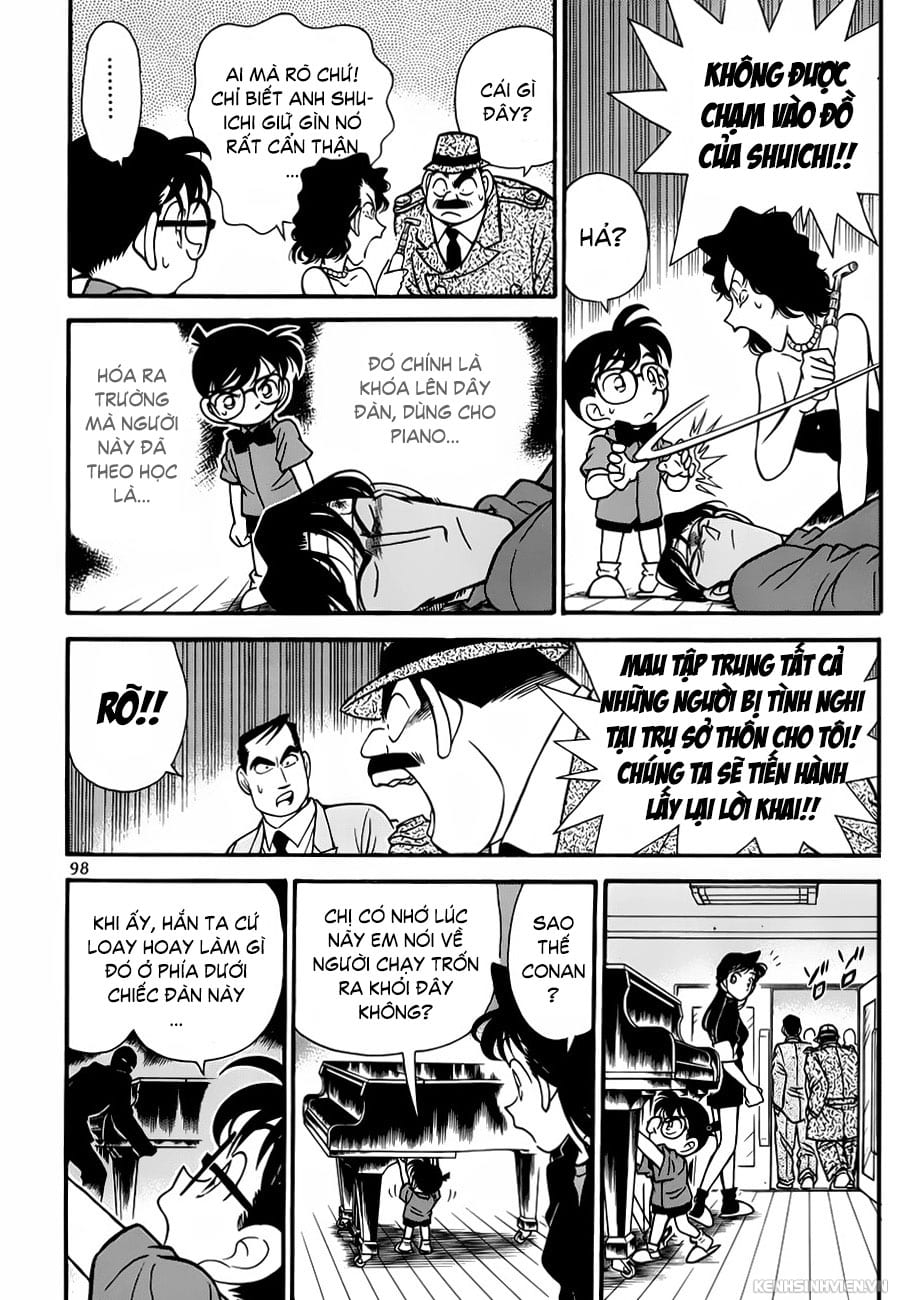 KHÔNG ĐƯỢC
CHẠM VÀO ĐỒ
CỦA SHUICHI!!
HẢ?
CÁI GÌ
ĐÂY?
AI MÀ RÕ CHỨ!
CHỈ BIẾT ANH SHU-
ICHI GIỮ GÌN NÓ
RẤT CẨN THẬN
...
.........
ĐÓ CHÍNH LÀ
KHÓA LÊN DÂY
ĐÀN, DÙNG CHO
PIANO...
HÓA RA
TRƯỜNG
MÀ NGƯỜI
NÀY ĐÃ
THEO HỌC
LÀ...
MAU TẬP TRUNG TẤT CẢ
NHỮNG NGƯỜI BỊ TÌNH NGHI
TẠI TRỤ SỞ THÔN CHO TÔI!
CHÚNG TA SẼ TIẾN HÀNH
LẤY LẠI LỜI KHAI!!
RÕ!!
98
SAO
THẾ
CONAN
?
CHỊ CÓ NHỚ LÚC
NÀY EM NÓI VỀ
NGƯỜI CHẠY TRỐN
RA KHỎI ĐÂY
KHÔNG?
KHI ẤY, HẮN TA CỨ
LOAY HOAY LÀM GÌ
ĐÓ Ở PHÍA DƯỚI
CHIẾC ĐÀN NÀY
...
KENHSINHVIEN.VN